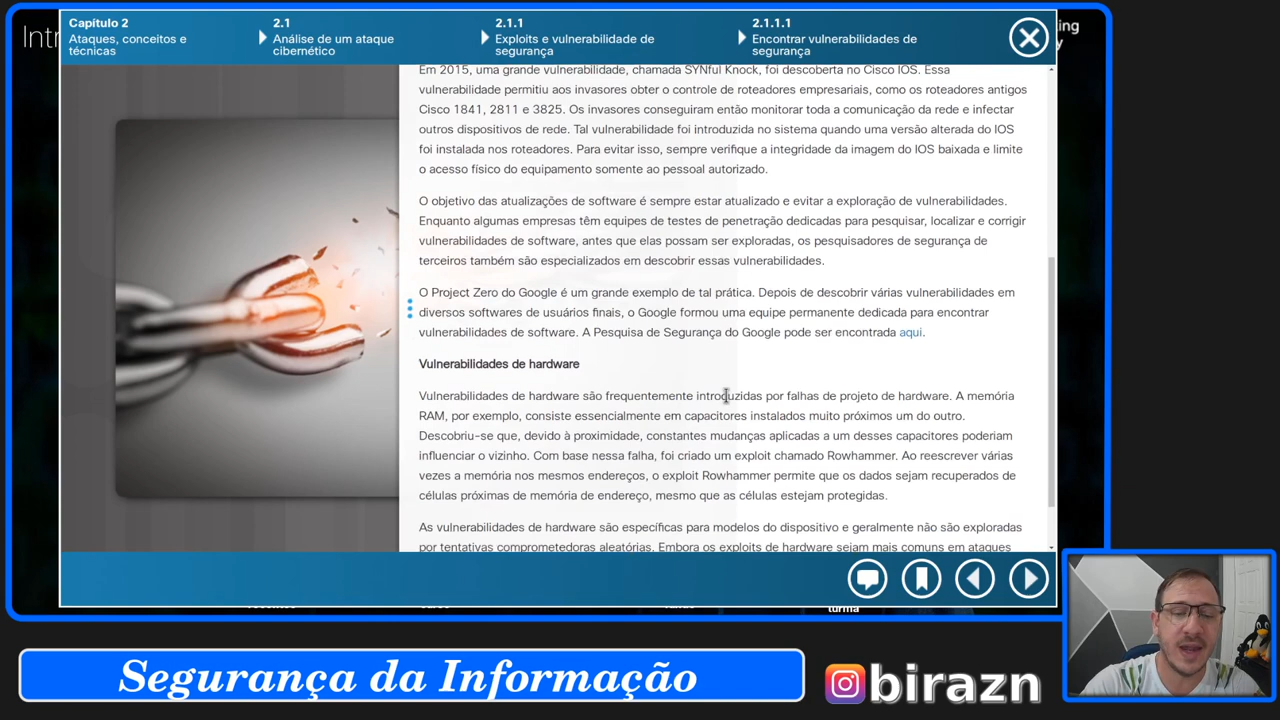 Capítulo 2
Ataques, conceitos e
técnicas
2.1
Análise de um ataque
cibernético
2.1.1
Exploits e vulnerabilidade de
segurança
2.1.1.1
Encontrar vulnerabilidades de
segurança
Em 2015, uma grande vulnerabilidade, chamada SYNful Knock, foi descoberta no Cisco IOS. Essa
vulnerabilidade permitiu aos invasores obter o controle de roteadores empresariais, como os roteadores antigos
Cisco 1841, 2811 e 3825. Os invasores conseguiram então monitorar toda a comunicação da rede e infectar
outros dispositivos de rede. Tal vulnerabilidade foi introduzida no sistema quando uma versão alterada do IOS
foi instalada nos roteadores. Para evitar isso, sempre verifique a integridade da imagem do IOS baixada e limite
o acesso físico do equipamento somente ao pessoal autorizado.
O objetivo das atualizações de software é sempre estar atualizado e evitar a exploração de vulnerabilidades.
Enquanto algumas empresas têm equipes de testes de penetração dedicadas para pesquisar, localizar e corrigir
vulnerabilidades de software, antes que elas possam ser exploradas, os pesquisadores de segurança de
terceiros também são especializados em descobrir essas vulnerabilidades.
O Project Zero do Google é um grande exemplo de tal prática. Depois de descobrir várias vulnerabilidades em
diversos softwares de usuários finais, o Google formou uma equipe permanente dedicada para encontrar
vulnerabilidades de software. A Pesquisa de Segurança do Google pode ser encontrada aqui.
Vulnerabilidades de hardware
Vulnerabilidades de hardware são frequentemente introduzidas por falhas de projeto de hardware. A memória
RAM, por exemplo, consiste essencialmente em capacitores instalados muito próximos um do outro.
Descobriu-se que, devido à proximidade, constantes mudanças aplicadas a um desses capacitores poderiam
influenciar o vizinho. Com base nessa falha, foi criado um exploit chamado Rowhammer. Ao reescrever várias
vezes a memória nos mesmos endereços, o exploit Rowhammer permite que os dados sejam recuperados de
células próximas de memória de endereço, mesmo que as células estejam protegidas.
As vulnerabilidades de hardware são específicas para modelos do dispositivo e geralmente não são exploradas
por tentativas comprometedoras aleatórias. Embora os exploits de hardware sejam mais comuns em ataques
turma
Segurança da Informação
birazn